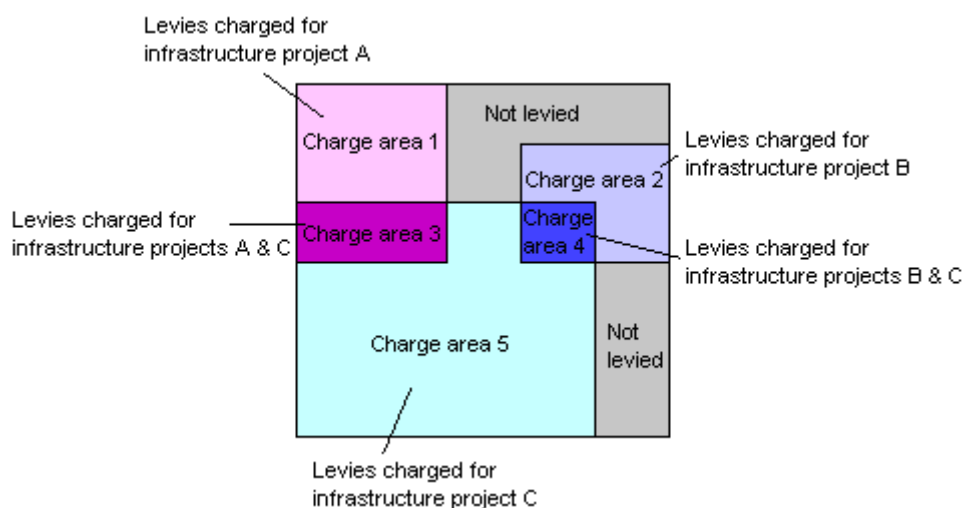 Levies charged for
infrastructure project A
Not levied
Charge area 1
Levies charged for
infrastructure project B
Charge area 2
Levies charged for
infrastructure projects A & C
Charge area 3
Charge
area 4
Levies charged for
infrastructure projects B & C
Charge area 5
Not
levied
Levies charged for
infrastructure project C